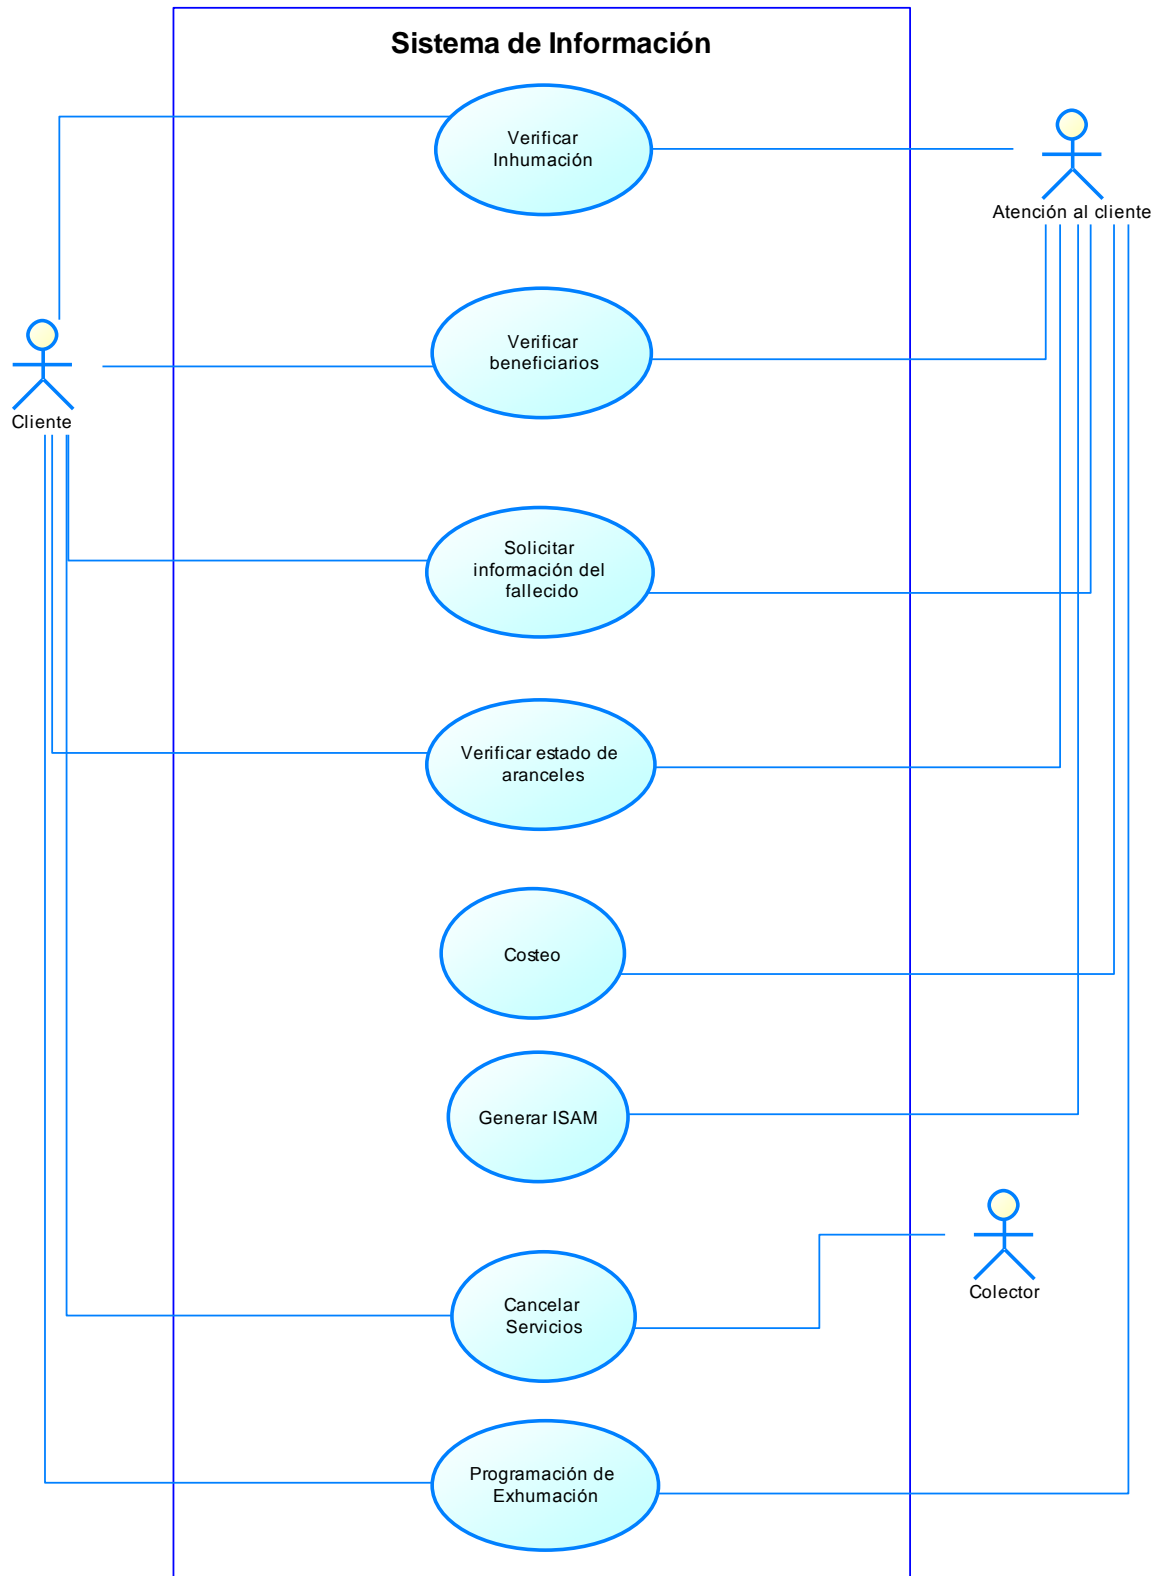 Sistema de Información
Verificar
Inhumación
Atención al cliente
Verificar
beneficiarios
Cliente
Solicitar
información del
fallecido
Verificar estado de
aranceles
Costeo
Generar ISAM
Cancelar
Servicios
Colector
Programación de
Exhumación